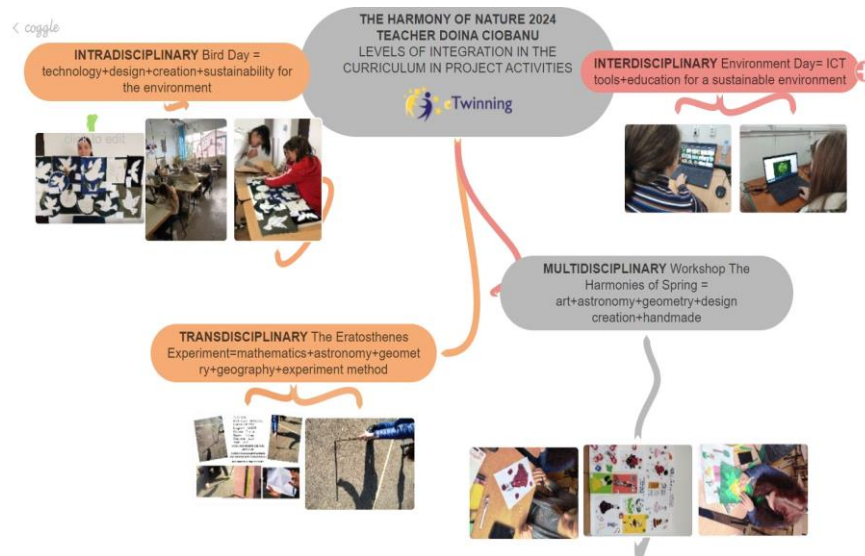 coggle
THE HARMONY OF NATURE 2024
TEACHER DOINA CIOBANU
LEVELS OF INTEGRATION IN THE
CURRICULUM IN PROJECT ACTIVITIES
eTwinning
INTRADISCIPLINARY Bird Day =
technology+design+creation+sustainability for
the environment
click to edit
INTERDISCIPLINARY Environment Day= ICT
tools+education for a sustainable environment
MULTIDISCIPLINARY Workshop The
Harmonies of Spring =
art+astronomy+geometry+design
creation+handmade
TRANSDISCIPLINARY The Eratosthenes
Experiment=mathematics+astronomy+geomet
ry+geography+experiment method